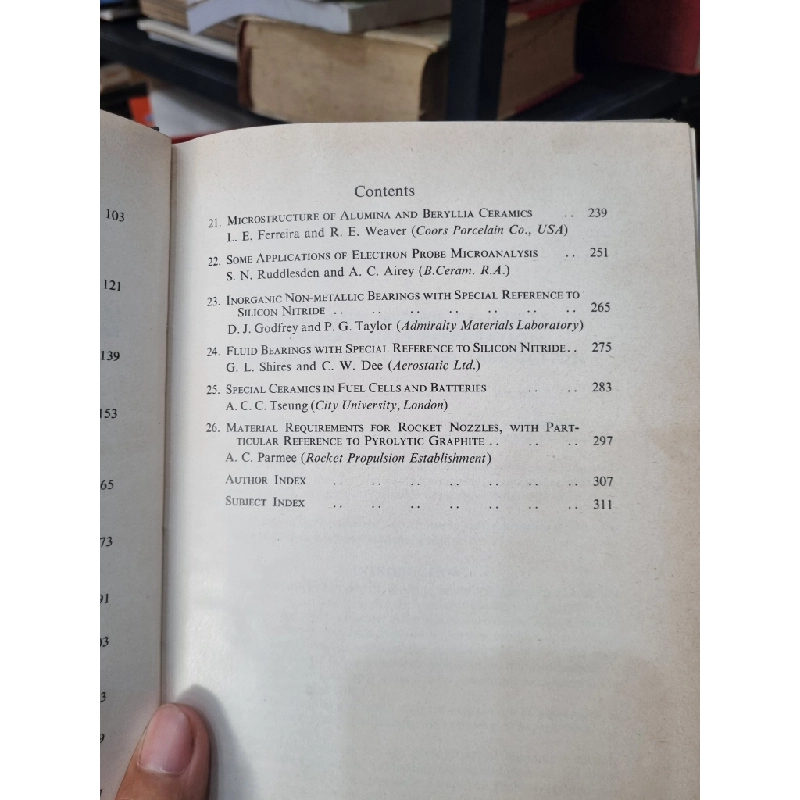 103
121
139
153
65
73
91
93
3
9
Contents
21. MICROSTRUCTURE OF ALUMINA AND BERYLLIA CERAMICS .. 239
L. E. Ferreira and R. E. Weaver (Coors Porcelain Co., USA)
22. SOME APPLICATIONS OF ELECTRON PROBE MICROANALYSIS .. 251
S. N. Ruddlesden and A. C. Airey (B.Ceram. R.A.)
23. INORGANIC NON-METALLIC BEARINGS WITH SPECIAL REFERENCE TO
SILICON NITRIDE .. .. .. .. .. .. .. 265
D. J. Godfrey and P. G. Taylor (Admiralty Materials Laboratory)
24. FLUID BEARINGS WITH SPECIAL REFERENCE TO SILICON NITRIDE .. 275
G. L. Shires and C. W. Dee (Aerostatic Ltd.)
25. SPECIAL CERAMICS IN FUEL CELLS AND BATTERIES .. .. 283
A. C. C. Tseung (City University, London)
26. MATERIAL REQUIREMENTS FOR ROCKET NOZZLES, WITH PART-
TICULAR REFERENCE TO PYROLYTIC GRAPHITE .. .. .. 297
A. C. Parmee (Rocket Propulsion Establishment)
AUTHOR INDEX .. .. .. .. .. .. .. 307
SUBJECT INDEX .. .. .. .. .. .. .. 311